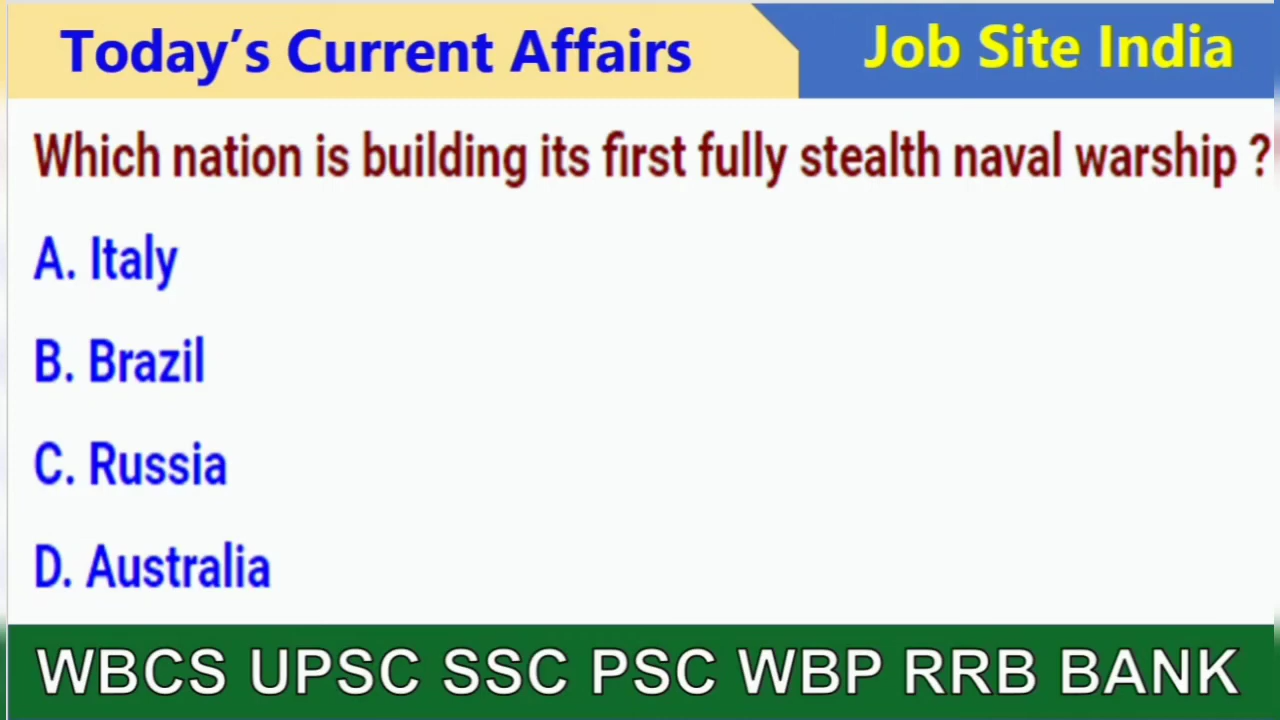 Today’s Current Affairs
Job Site India
Which nation is building its first fully stealth naval warship ?
A. Italy
B. Brazil
C. Russia
D. Australia
WBCS UPSC SSC PSC WBP RRB BANK